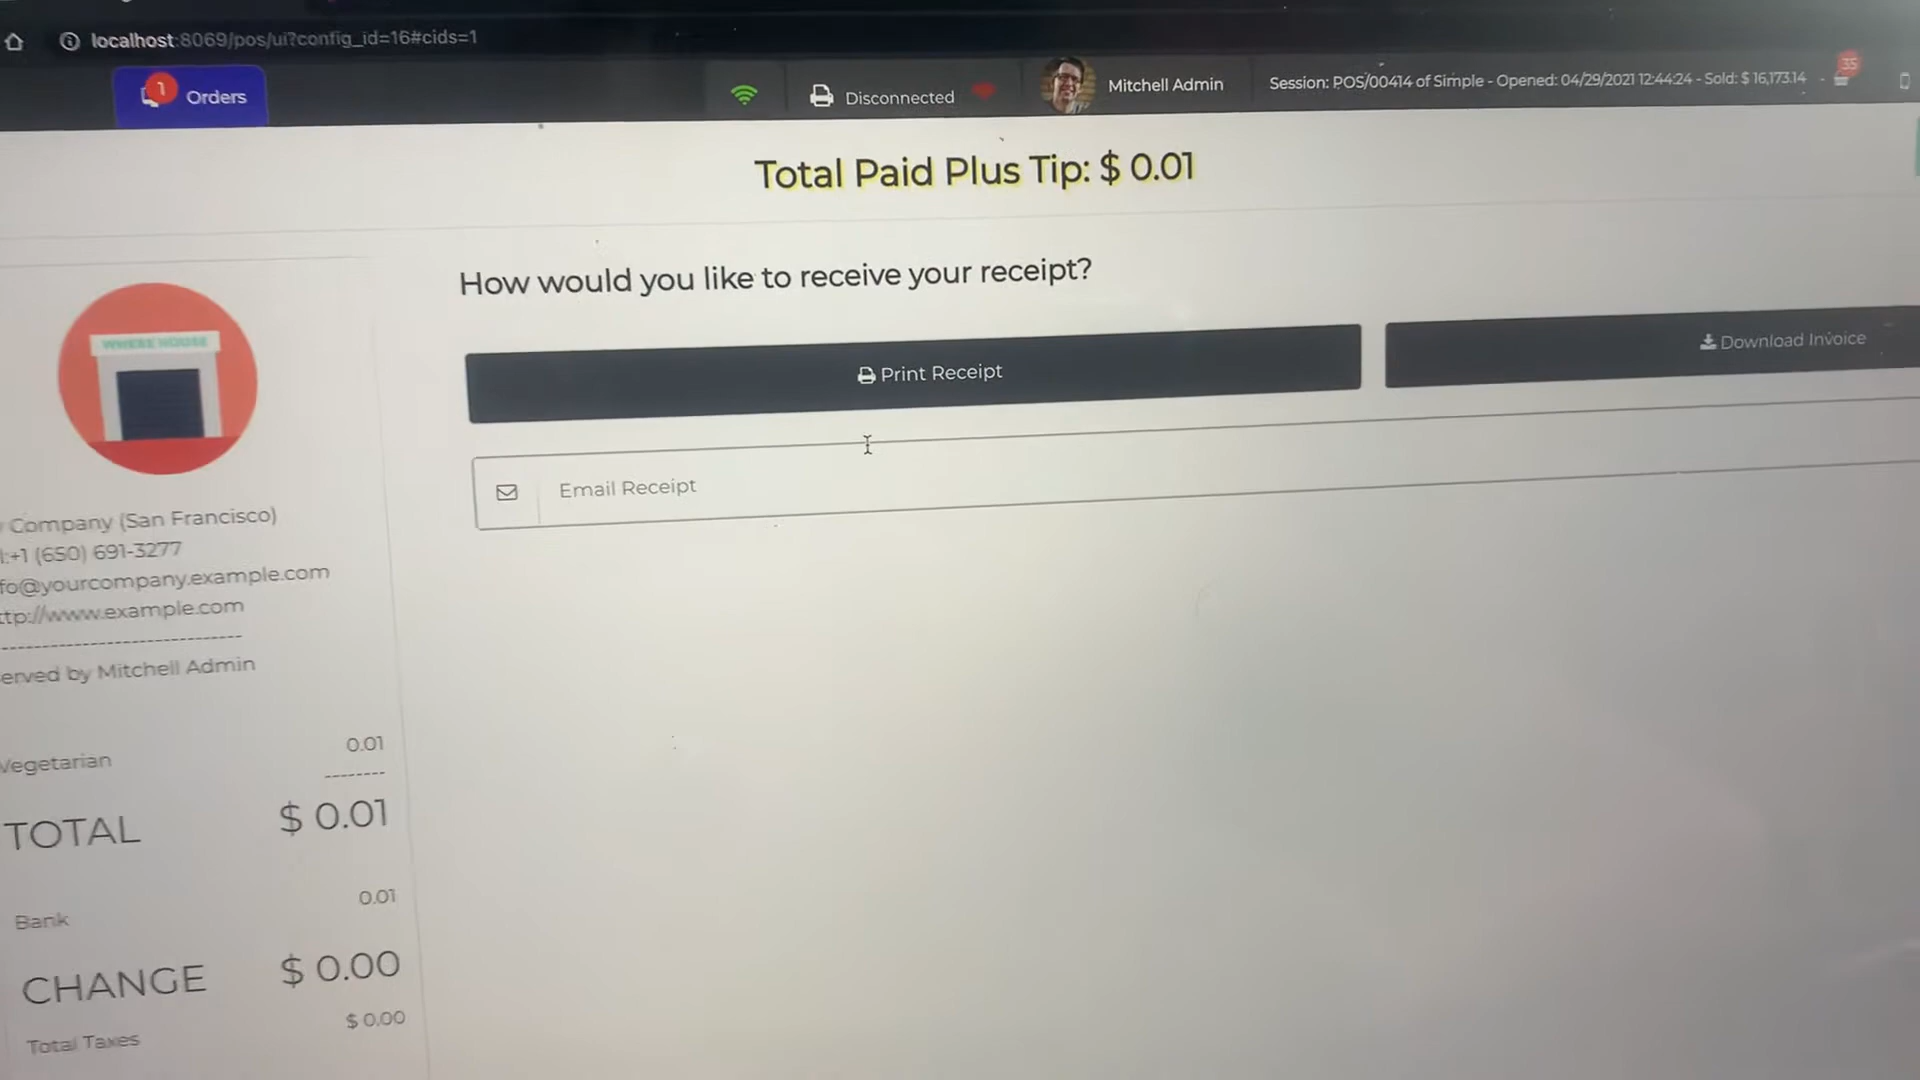 localhost:8069/pos/ui?config_id=16#cids=1
1 Orders
Disconnected
Mitchell Admin
Session: POS/00414 of Simple - Opened: 04/29/2021 12:44:24 - Sold: $ 16,173.14 -
35
Total Paid Plus Tip: $ 0.01
How would you like to receive your receipt?
Print Receipt
Download Invoice
Email Receipt
WHERE HOUSE
Company (San Francisco)
l:+1 (650) 691-3277
fo@yourcompany.example.com
ttp://www.example.com
--------------------------------
erved by Mitchell Admin
Vegetarian 0.01
--------
TOTAL $ 0.01
Bank 0.01
CHANGE $ 0.00
Total Taxes $ 0.00